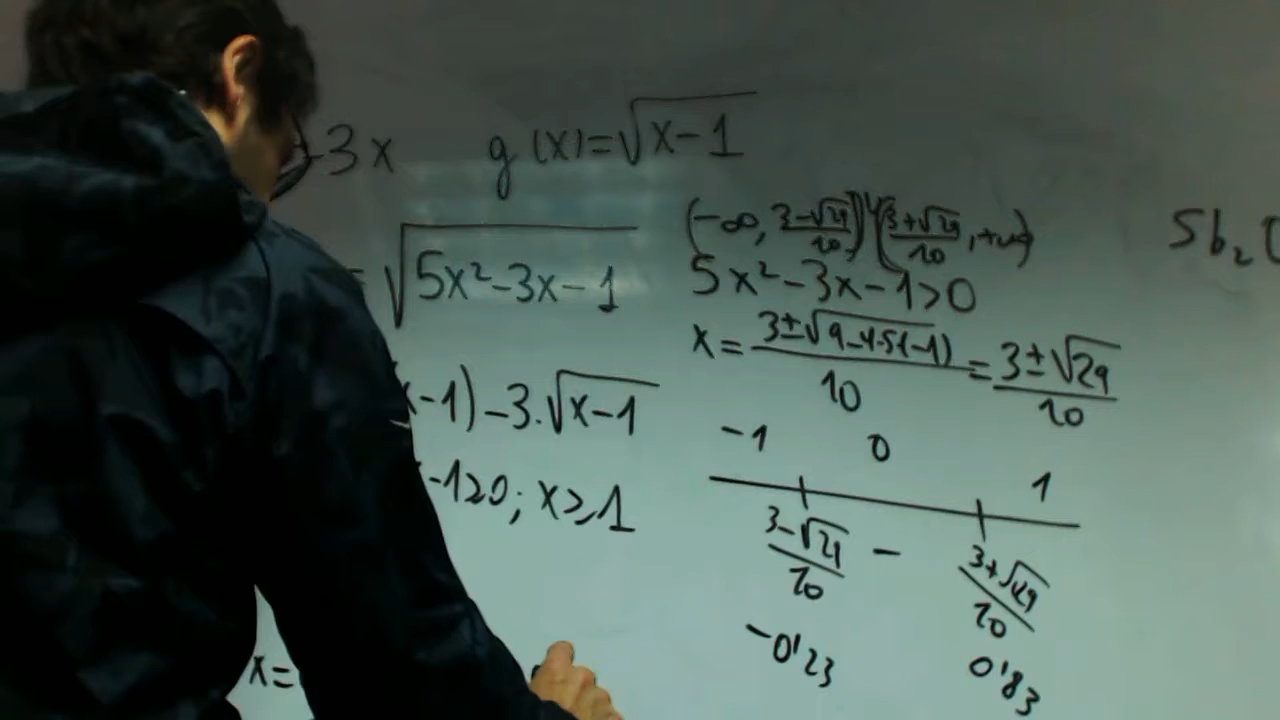 -3x g(x)=√(x-1)
(-∞, (3-√29)/10) ∪ ((3+√29)/10, +∞) Sb₂
= √(5x²-3x-1) 5x²-3x-1>0
x = (3±√(9-4·5(-1)))/10 = (3±√29)/10
x-1)-3·√(x-1)
-1 0 1
-1≥0; x≥1
(3-√29)/10 - (3+√29)/10
-0'23 0'83
x=